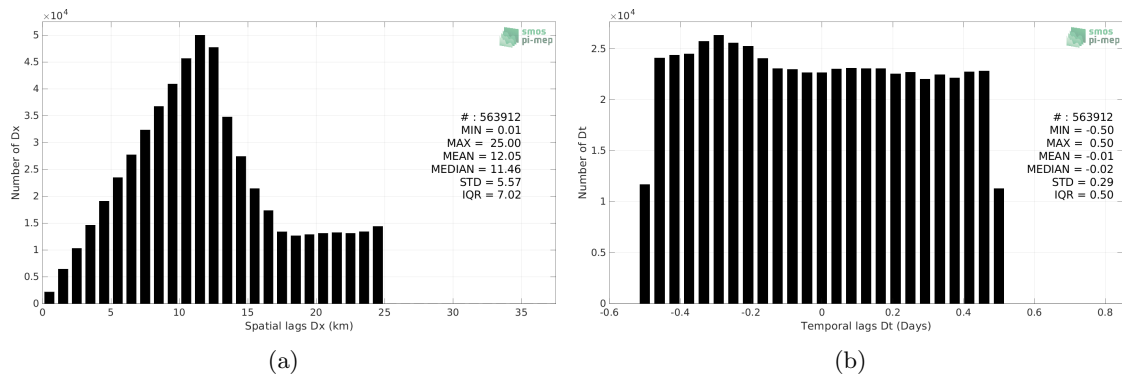 ×10⁴
5
4.5
4
3.5
3
2.5
2
1.5
1
0.5
0
Number of Dx
smos
pi-mep
# : 563912
MIN = 0.01
MAX = 25.00
MEAN = 12.05
MEDIAN = 11.46
STD = 5.57
IQR = 7.02
0 5 10 15 20 25 30 35
Spatial lags Dx (km)
(a)
×10⁴
2.5
2
1.5
1
0.5
0
Number of Dt
smos
pi-mep
# : 563912
MIN = -0.50
MAX = 0.50
MEAN = -0.01
MEDIAN = -0.02
STD = 0.29
IQR = 0.50
-0.6 -0.4 -0.2 0 0.2 0.4 0.6 0.8
Temporal lags Dt (Days)
(b)